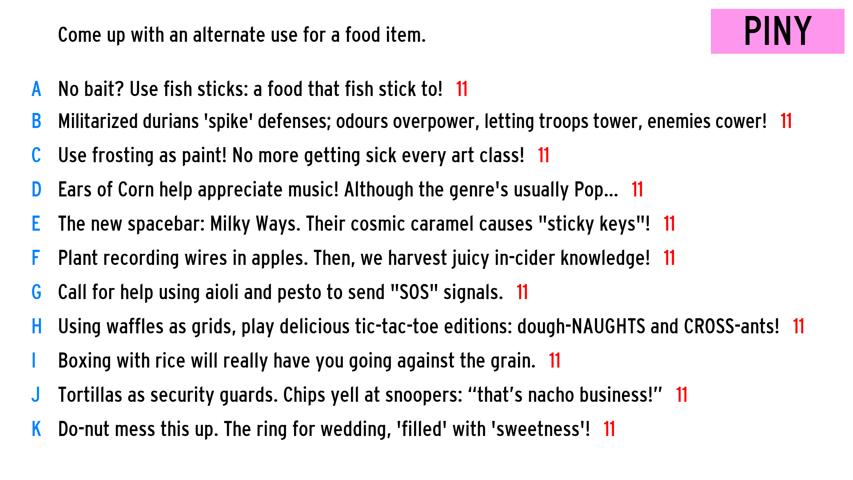 Come up with an alternate use for a food item.
PINY
A No bait? Use fish sticks: a food that fish stick to! 11
B Militarized durians 'spike' defenses; odours overpower, letting troops tower, enemies cower! 11
C Use frosting as paint! No more getting sick every art class! 11
D Ears of Corn help appreciate music! Although the genre's usually Pop... 11
E The new spacebar: Milky Ways. Their cosmic caramel causes "sticky keys"! 11
F Plant recording wires in apples. Then, we harvest juicy in-cider knowledge! 11
G Call for help using aioli and pesto to send "SOS" signals. 11
H Using waffles as grids, play delicious tic-tac-toe editions: dough-NAUGHTS and CROSS-ants! 11
I Boxing with rice will really have you going against the grain. 11
J Tortillas as security guards. Chips yell at snoopers: “that’s nacho business!” 11
K Do-nut mess this up. The ring for wedding, 'filled' with 'sweetness'! 11